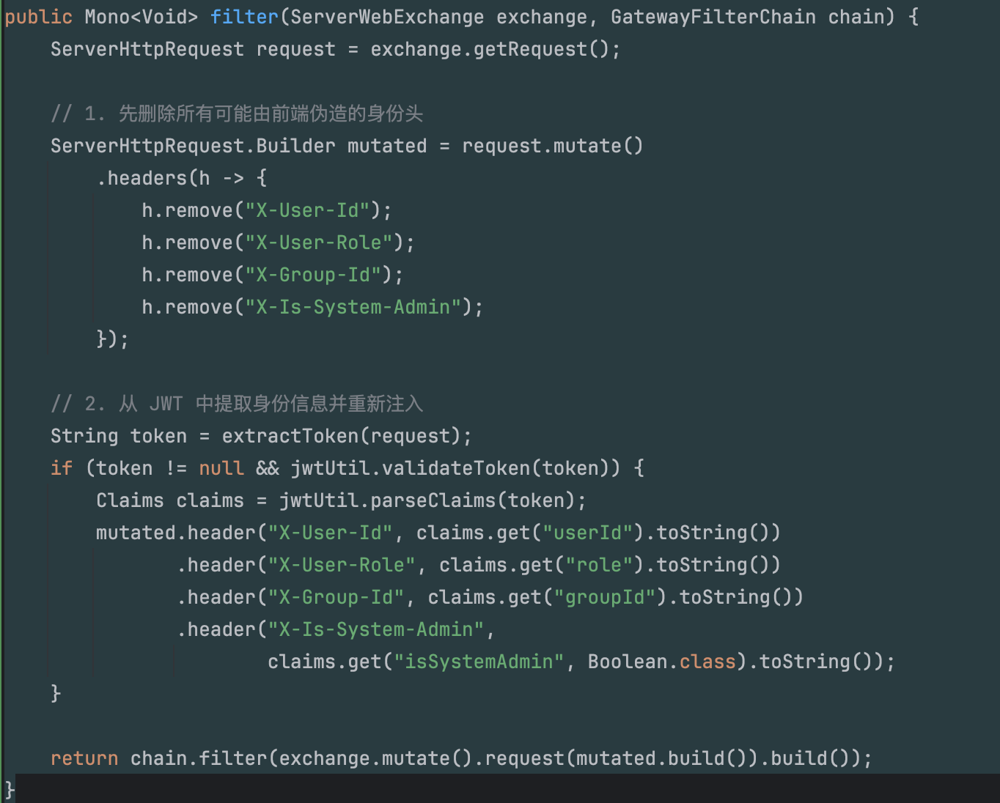 public Mono<Void> filter(ServerWebExchange exchange, GatewayFilterChain chain) {
    ServerHttpRequest request = exchange.getRequest();
    // 1. 先删除所有可能由前端伪造的身份头
    ServerHttpRequest.Builder mutated = request.mutate()
        .headers(h -> {
            h.remove("X-User-Id");
            h.remove("X-User-Role");
            h.remove("X-Group-Id");
            h.remove("X-Is-System-Admin");
        });
    // 2. 从 JWT 中提取身份信息并重新注入
    String token = extractToken(request);
    if (token != null && jwtUtil.validateToken(token)) {
        Claims claims = jwtUtil.parseClaims(token);
        mutated.header("X-User-Id", claims.get("userId").toString())
               .header("X-User-Role", claims.get("role").toString())
               .header("X-Group-Id", claims.get("groupId").toString())
               .header("X-Is-System-Admin",
                       claims.get("isSystemAdmin", Boolean.class).toString());
    }
    return chain.filter(exchange.mutate().request(mutated.build()).build());
}